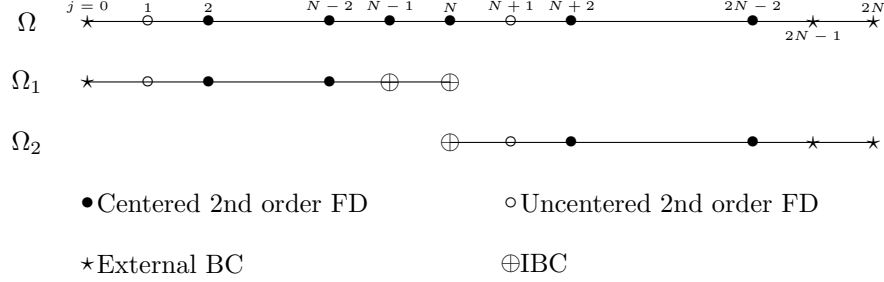 j = 0 1 2 N − 2 N − 1 N N + 1 N + 2 2N − 2 2N
Ω
2N − 1
Ω₁
Ω₂
Centered 2nd order FD
Uncentered 2nd order FD
External BC
IBC